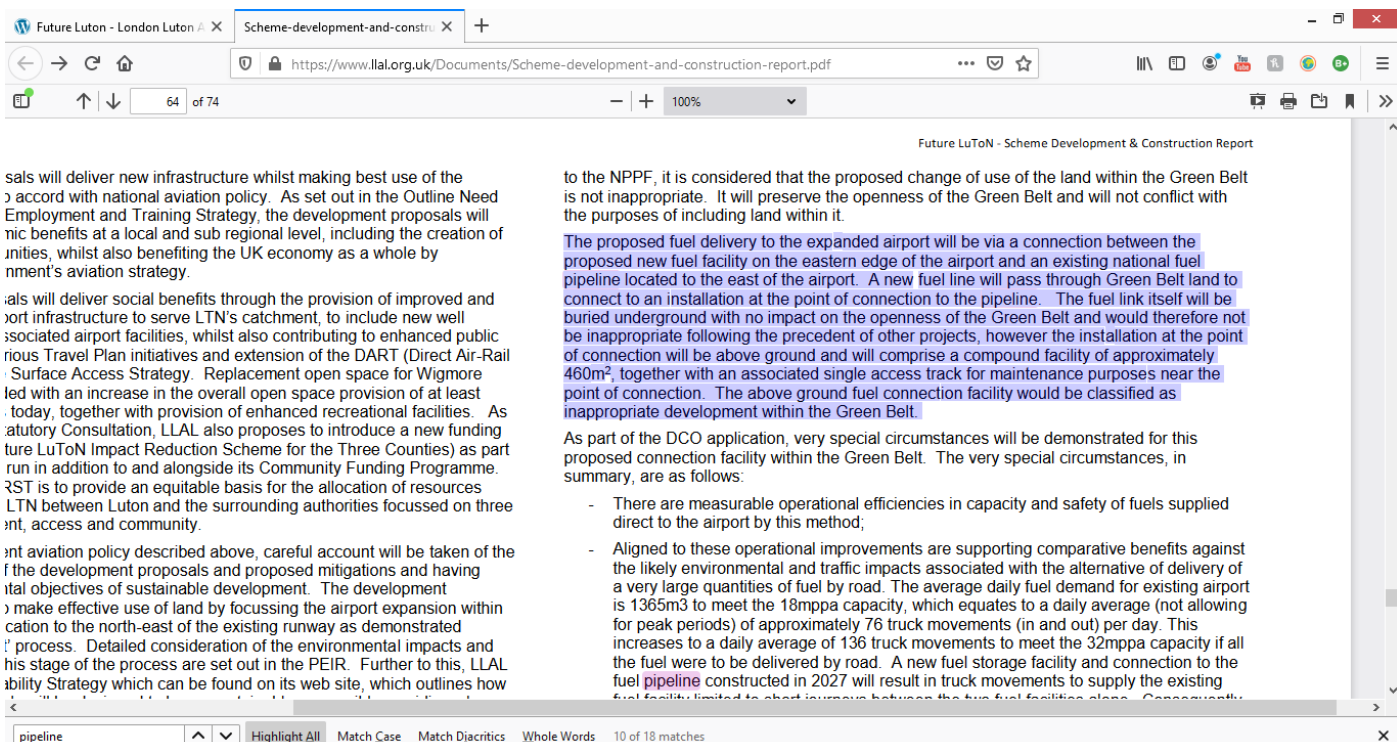 Future Luton - London Luton A
Scheme-development-and-constru
https://www.llal.org.uk/Documents/Scheme-development-and-construction-report.pdf
You
Tube
B+
64 of 74
100%
Future LuToN - Scheme Development & Construction Report
sals will deliver new infrastructure whilst making best use of the
accord with national aviation policy. As set out in the Outline Need
Employment and Training Strategy, the development proposals will
mic benefits at a local and sub regional level, including the creation of
unities, whilst also benefiting the UK economy as a whole by
nment's aviation strategy.
sals will deliver social benefits through the provision of improved and
port infrastructure to serve LTN's catchment, to include new well
ssociated airport facilities, whilst also contributing to enhanced public
rious Travel Plan initiatives and extension of the DART (Direct Air-Rail
Surface Access Strategy. Replacement open space for Wigmore
ded with an increase in the overall open space provision of at least
today, together with provision of enhanced recreational facilities. As
tatutory Consultation, LLAL also proposes to introduce a new funding
ture LuToN Impact Reduction Scheme for the Three Counties) as part
run in addition to and alongside its Community Funding Programme.
RST is to provide an equitable basis for the allocation of resources
LTN between Luton and the surrounding authorities focussed on three
ent, access and community.
ent aviation policy described above, careful account will be taken of the
f the development proposals and proposed mitigations and having
ntal objectives of sustainable development. The development
make effective use of land by focussing the airport expansion within
cation to the north-east of the existing runway as demonstrated
t' process. Detailed consideration of the environmental impacts and
his stage of the process are set out in the PEIR. Further to this, LLAL
ability Strategy which can be found on its web site, which outlines how
to the NPPF, it is considered that the proposed change of use of the land within the Green Belt
is not inappropriate. It will preserve the openness of the Green Belt and will not conflict with
the purposes of including land within it.
The proposed fuel delivery to the expanded airport will be via a connection between the
proposed new fuel facility on the eastern edge of the airport and an existing national fuel
pipeline located to the east of the airport. A new fuel line will pass through Green Belt land to
connect to an installation at the point of connection to the pipeline. The fuel link itself will be
buried underground with no impact on the openness of the Green Belt and would therefore not
be inappropriate following the precedent of other projects, however the installation at the point
of connection will be above ground and will comprise a compound facility of approximately
460m², together with an associated single access track for maintenance purposes near the
point of connection. The above ground fuel connection facility would be classified as
inappropriate development within the Green Belt.
As part of the DCO application, very special circumstances will be demonstrated for this
proposed connection facility within the Green Belt. The very special circumstances, in
summary, are as follows:
- There are measurable operational efficiencies in capacity and safety of fuels supplied
direct to the airport by this method;
- Aligned to these operational improvements are supporting comparative benefits against
the likely environmental and traffic impacts associated with the alternative of delivery of
a very large quantities of fuel by road. The average daily fuel demand for existing airport
is 1365m3 to meet the 18mppa capacity, which equates to a daily average (not allowing
for peak periods) of approximately 76 truck movements (in and out) per day. This
increases to a daily average of 136 truck movements to meet the 32mppa capacity if all
the fuel were to be delivered by road. A new fuel storage facility and connection to the
fuel pipeline constructed in 2027 will result in truck movements to supply the existing
fuel facility limited to short journeys between the two fuel facilities alone. Consequently
pipeline
Highlight All Match Case Match Diacritics Whole Words 10 of 18 matches